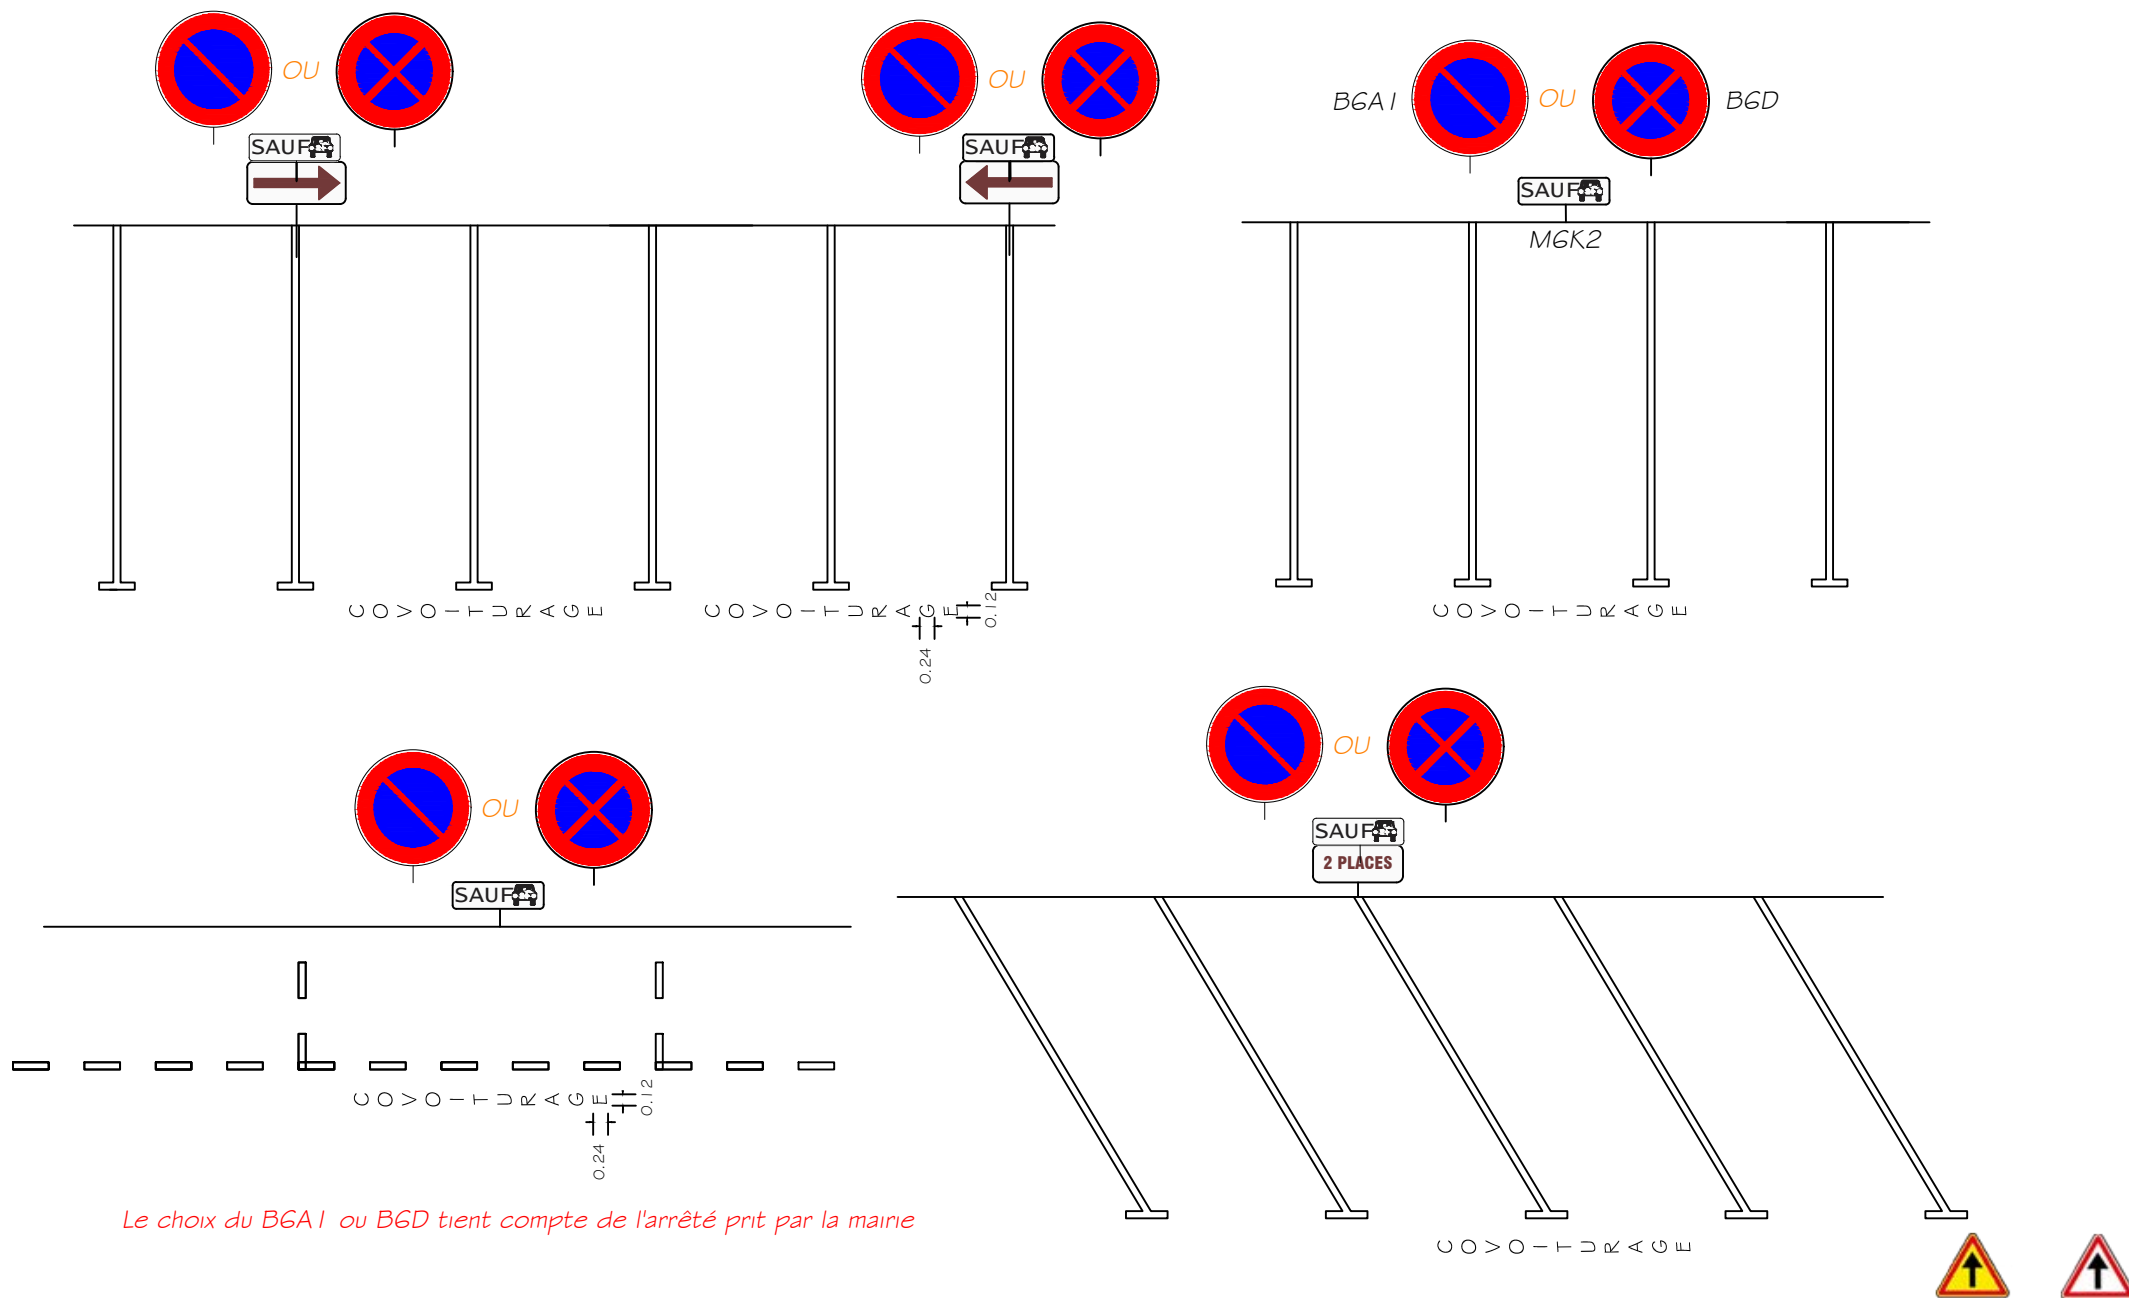 OU
SAUF
OU
SAUF
B6A1 OU B6D
SAUF
M6K2
COVOITURAGE
COVOITURAGE
0.12
0.24
COVOITURAGE
OU
SAUF
COVOITURAGE
0.12
0.24
OU
SAUF
2 PLACES
COVOITURAGE
Le choix du B6A1 ou B6D tient compte de l'arrêté prit par la mairie